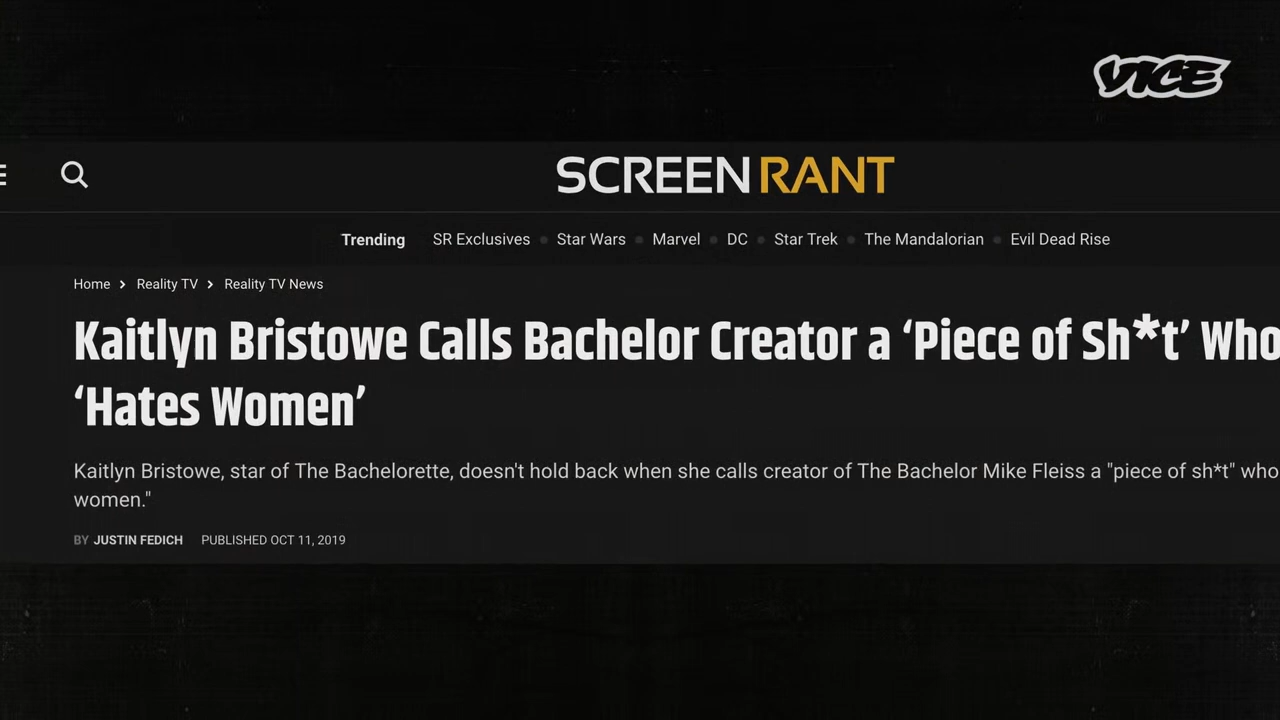 VICE
SCREEN RANT
Trending SR Exclusives Star Wars Marvel DC Star Trek The Mandalorian Evil Dead Rise
Home > Reality TV > Reality TV News
Kaitlyn Bristowe Calls Bachelor Creator a ‘Piece of Sh*t’ Who
‘Hates Women’
Kaitlyn Bristowe, star of The Bachelorette, doesn't hold back when she calls creator of The Bachelor Mike Fleiss a "piece of sh*t" who
women."
BY JUSTIN FEDICH PUBLISHED OCT 11, 2019